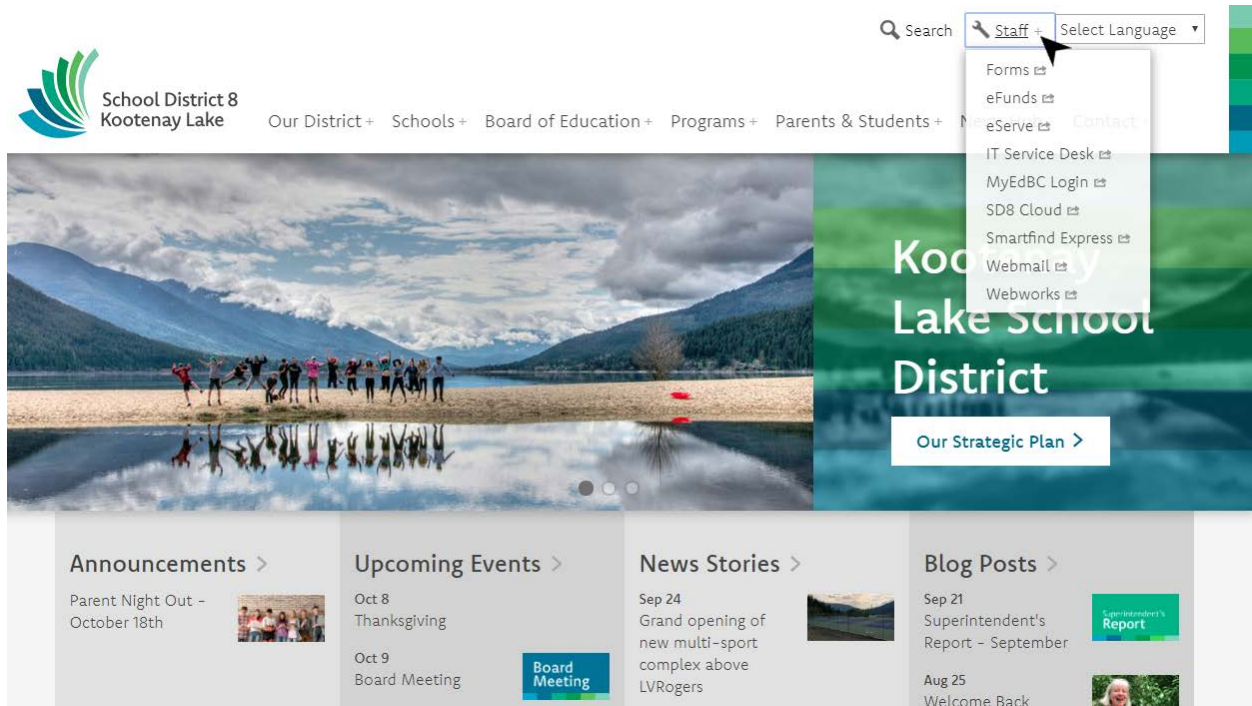 Search
Staff +
Select Language
Forms
eFunds
eServe
IT Service Desk
MyEdBC Login
SD8 Cloud
Smartfind Express
Webmail
Webworks
School District 8
Kootenay Lake
Our District +
Schools +
Board of Education +
Programs +
Parents & Students +
Contact
Kootenay
Lake School
District
Our Strategic Plan >
Announcements >
Parent Night Out -
October 18th
Upcoming Events >
Oct 8
Thanksgiving
Oct 9
Board Meeting
Board
Meeting
News Stories >
Sep 24
Grand opening of
new multi-sport
complex above
LVRogers
Blog Posts >
Sep 21
Superintendent's
Report - September
Superintendent's
Report
Aug 25
Welcome Back